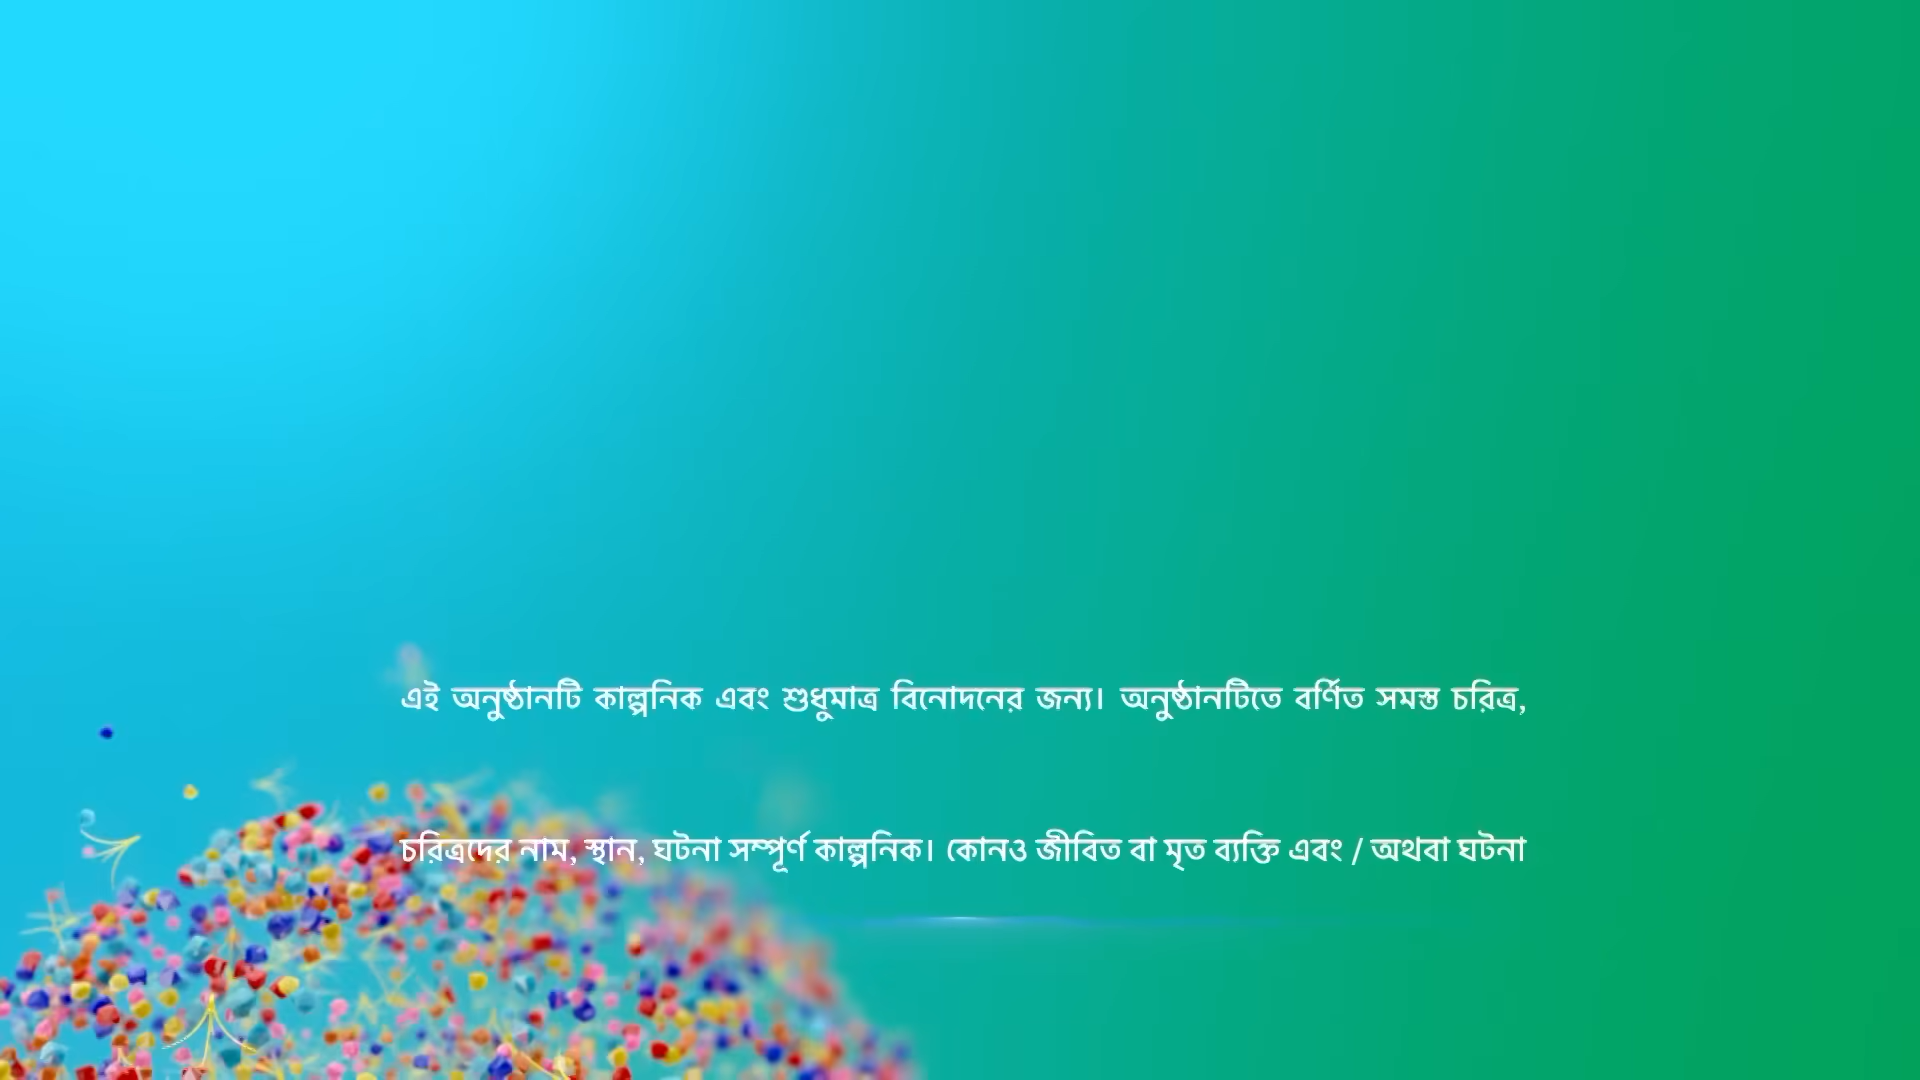 এই অনুষ্ঠানটি কাল্পনিক এবং শুধুমাত্র বিনোদনের জন্য। অনুষ্ঠানটিতে বর্ণিত সমস্ত চরিত্র,
চরিত্রদের নাম, স্থান, ঘটনা সম্পূর্ণ কাল্পনিক। কোনও জীবিত বা মৃত ব্যক্তি এবং / অথবা ঘটনা